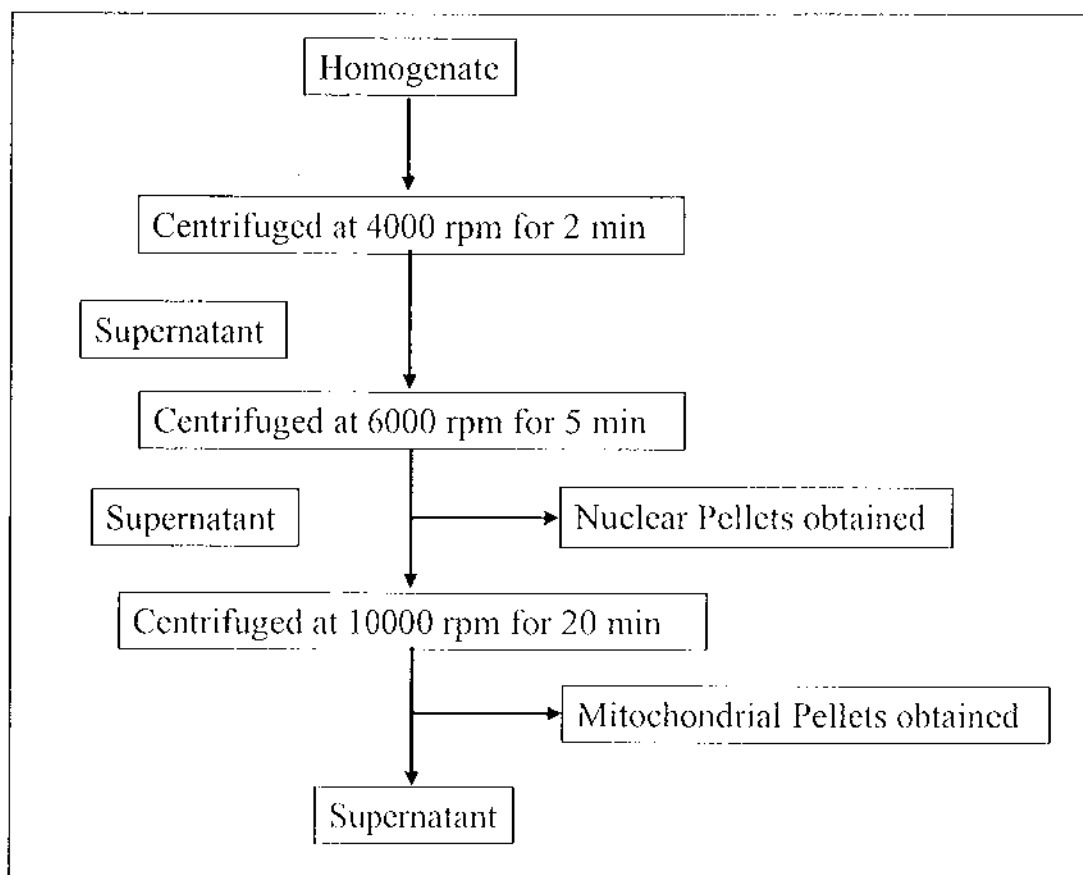 Homogenate
Centrifuged at 4000 rpm for 2 min
Supernatant
Centrifuged at 6000 rpm for 5 min
Supernatant
Nuclear Pellets obtained
Centrifuged at 10000 rpm for 20 min
Mitochondrial Pellets obtained
Supernatant